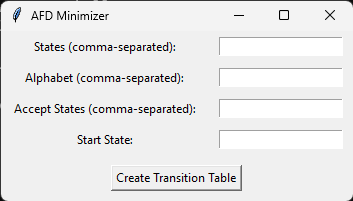 AFD Minimizer
States (comma-separated):
Alphabet (comma-separated):
Accept States (comma-separated):
Start State:
Create Transition Table